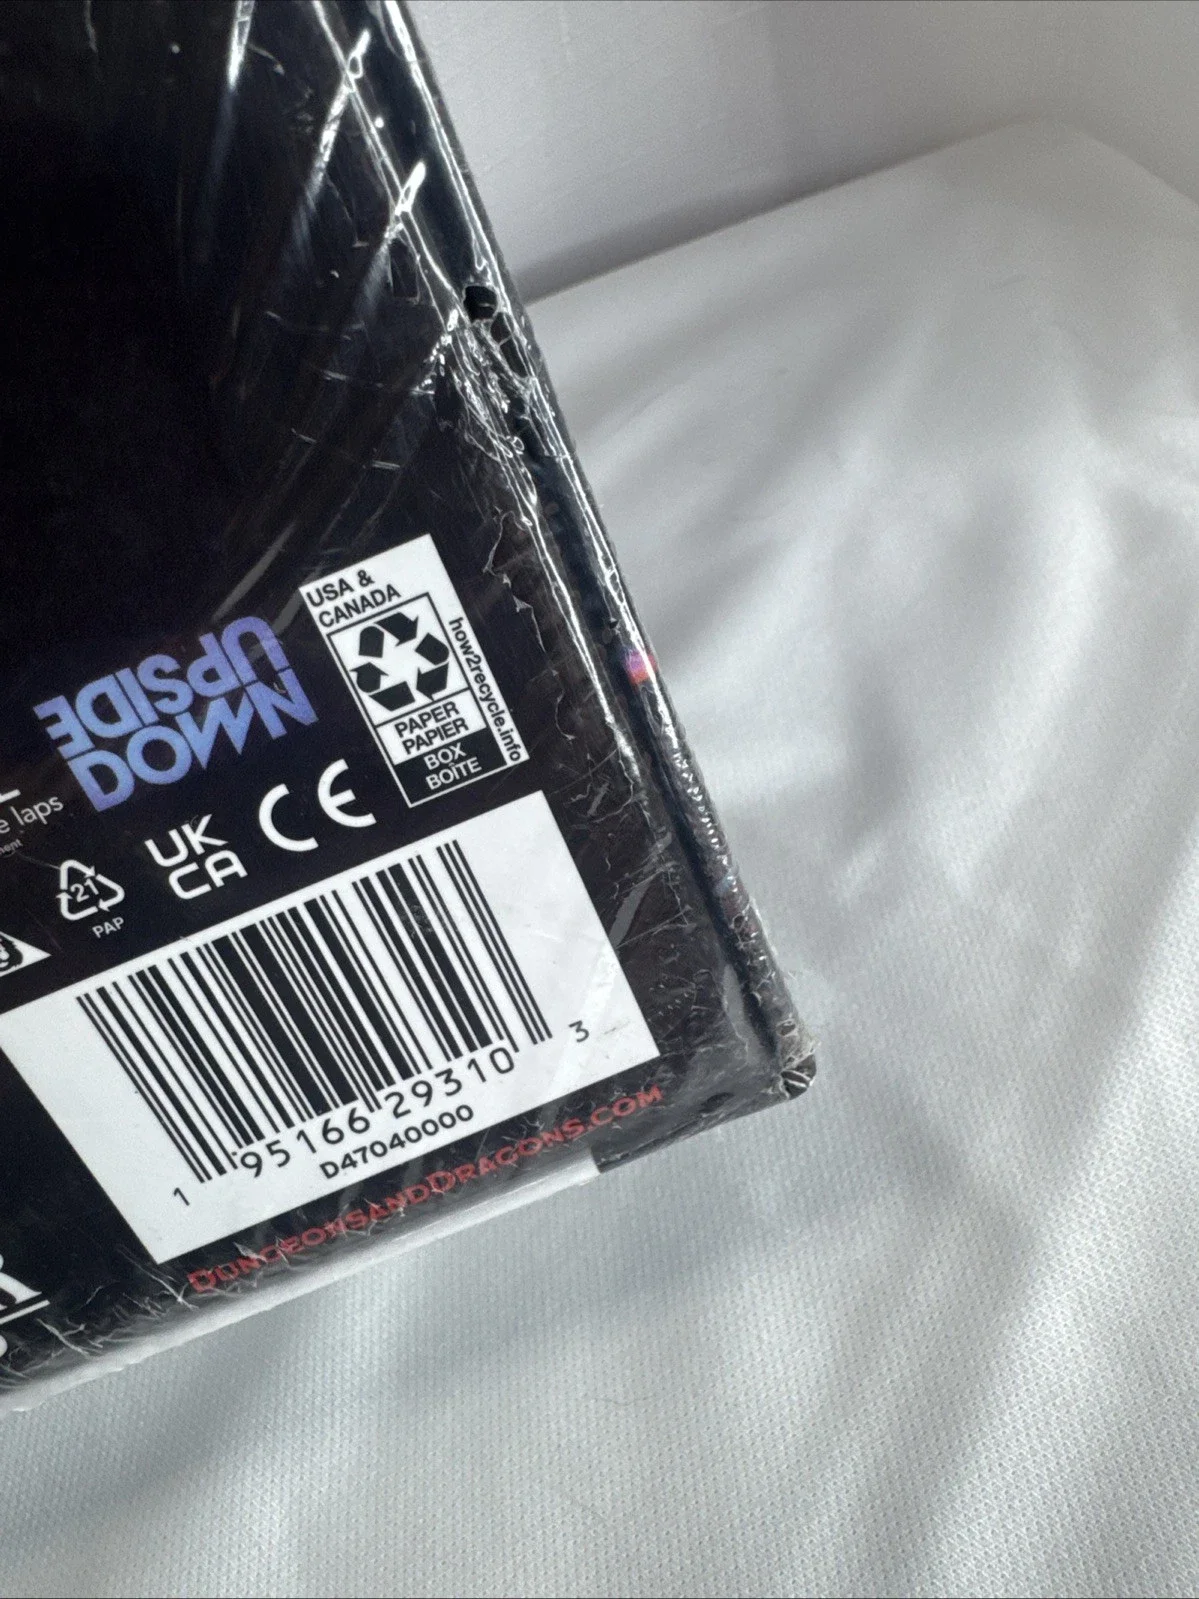 USA &
CANADA
how2recycle.info
PAPER
PAPIER
BOX
BOÎTE
UPSIDE
DOWN
laps
UK
CA
CE
21
PAP
1 95166 29310 3
D47040000
DUNGEONSANDDRAGONS.COM